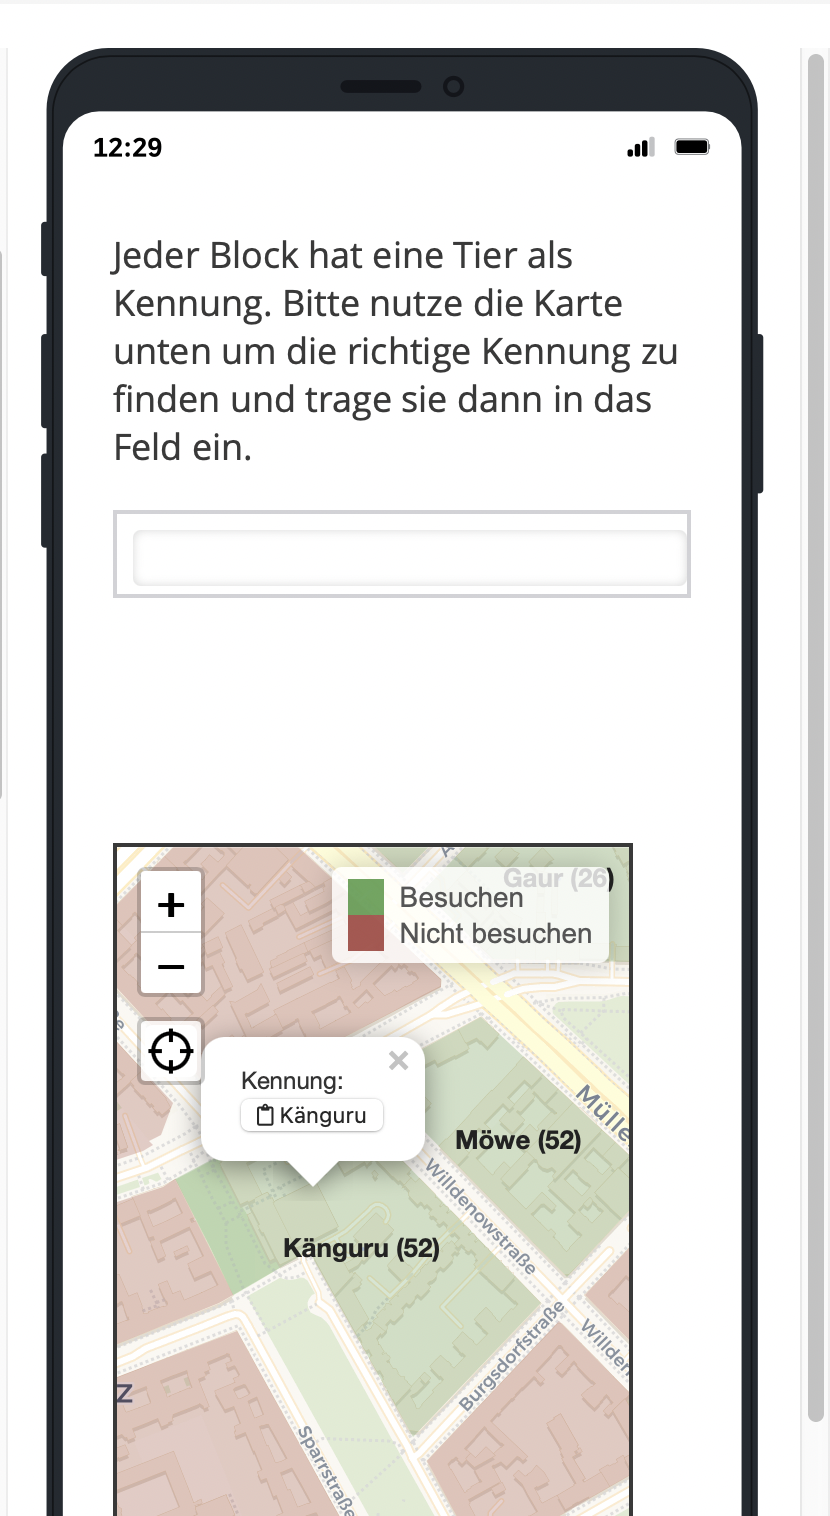 12:29
Jeder Block hat eine Tier als
Kennung. Bitte nutze die Karte
unten um die richtige Kennung zu
finden und trage sie dann in das
Feld ein.
Gaur (26)
Besuchen
Nicht besuchen
+
−
Kennung:
Känguru
×
Mülle
Möwe (52)
Willdenowstraße
Känguru (52)
Burgsdorfstraße
Willden
Z
Sparrstraße